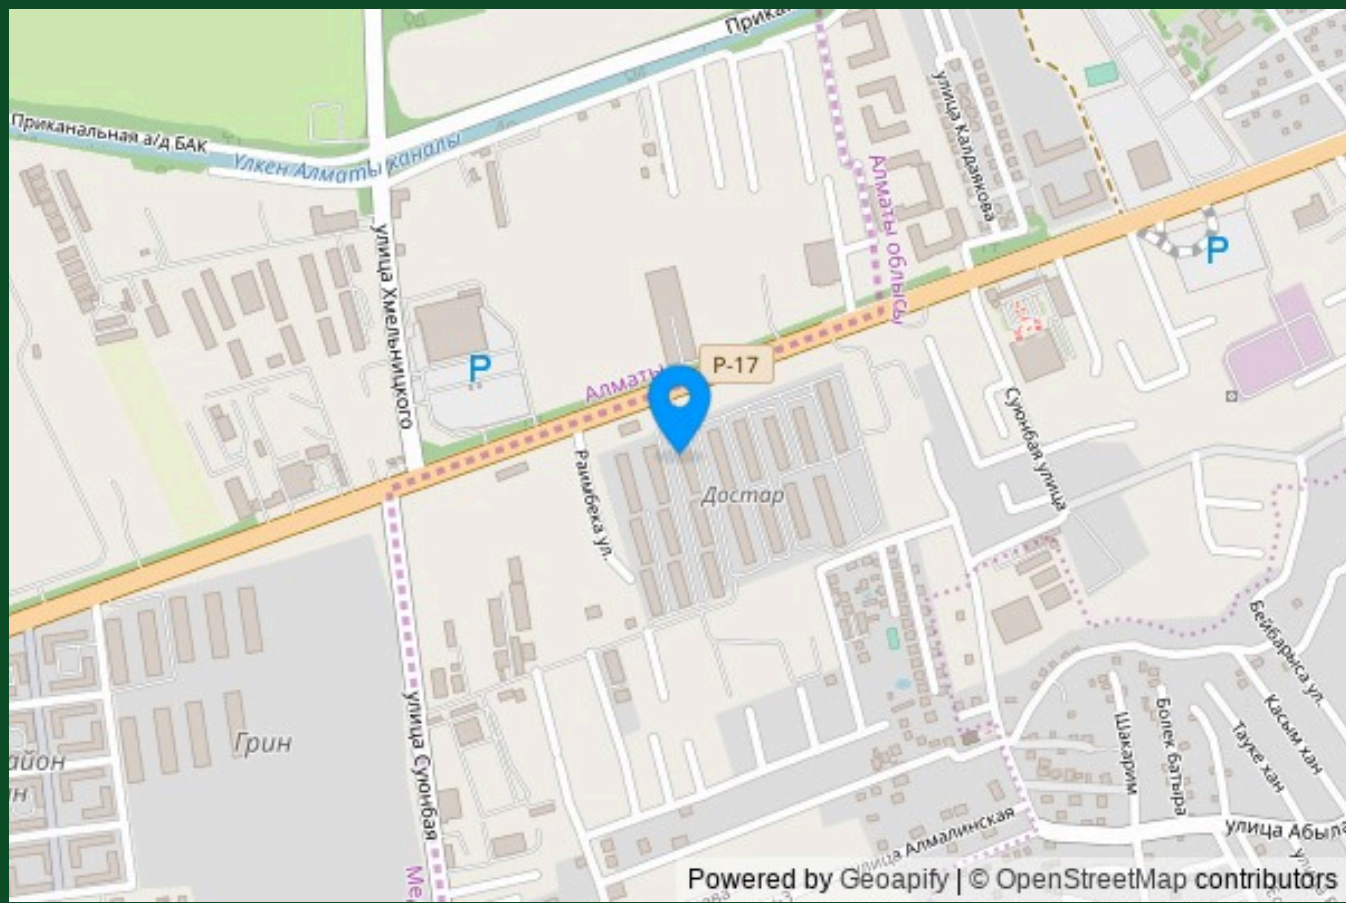 Прика
улица Калдаякова
Приканальная а/д БАК
Үлкен Алматы каналы
Алматы облысы
P
улица Хмельницкого
P-17
P
Алматы
Суюнбая улица
Раимбека ул.
Достар
Бейбарыса ул.
Касым хан
Грин
айон
н
улица Суюнбая
Шакарим
Болек батыра
Тауке хан
улица Абыла
улица Алмалинская
Ме
Powered by Geoapify | © OpenStreetMap contributors